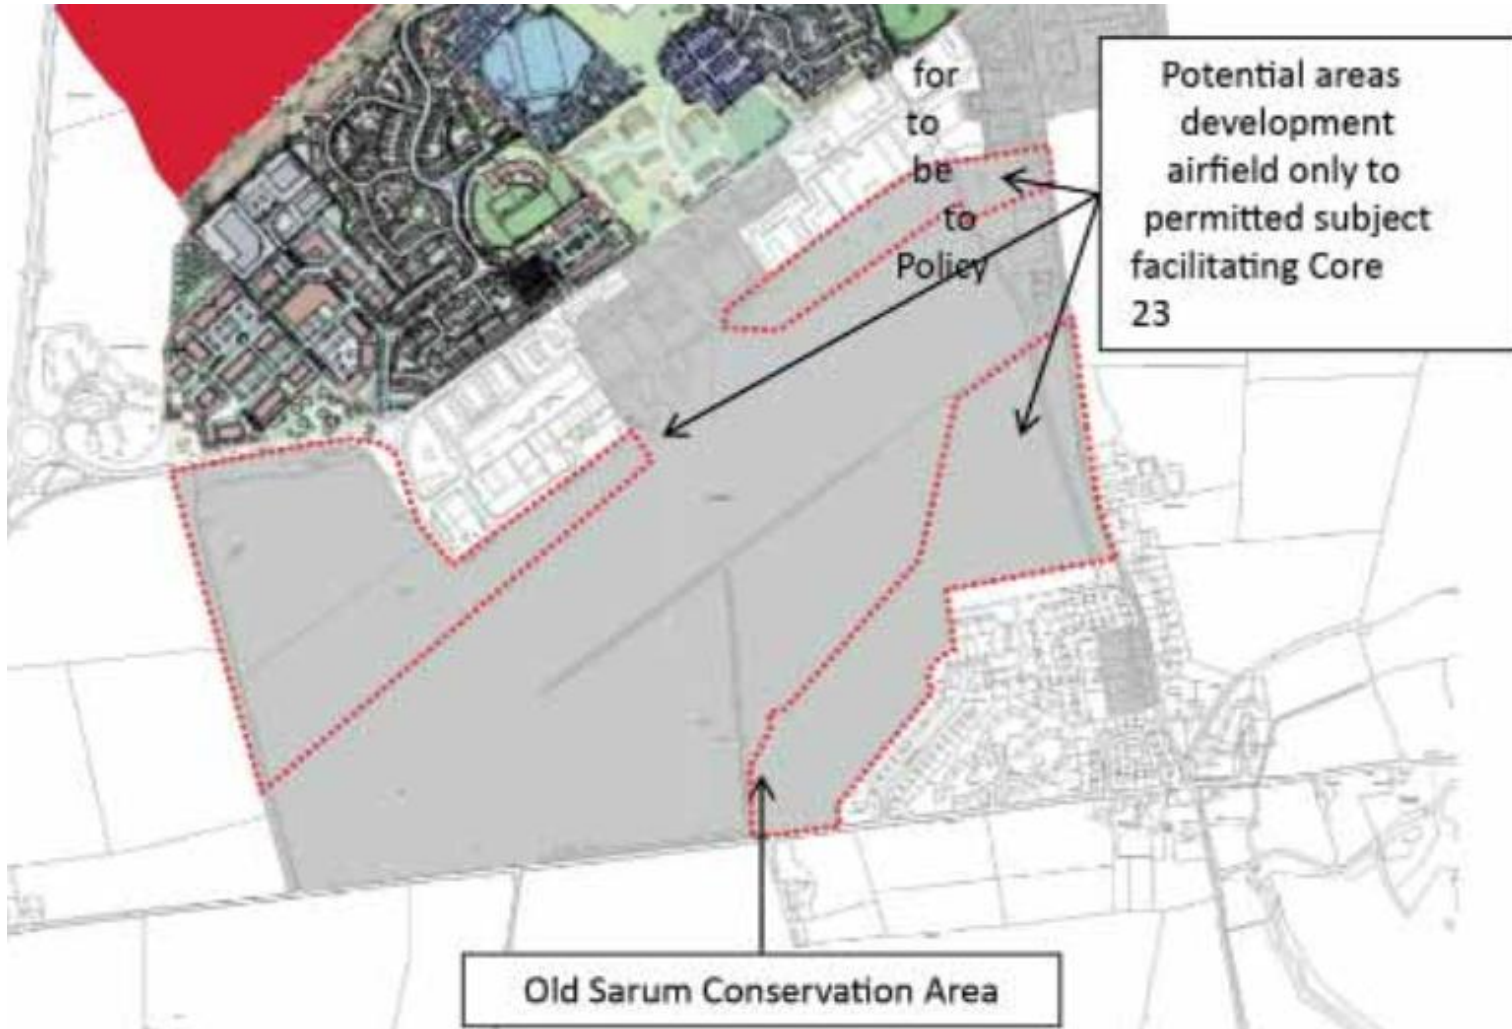 for Potential areas
to development
be airfield only to
to permitted subject
Policy facilitating Core
23
Old Sarum Conservation Area